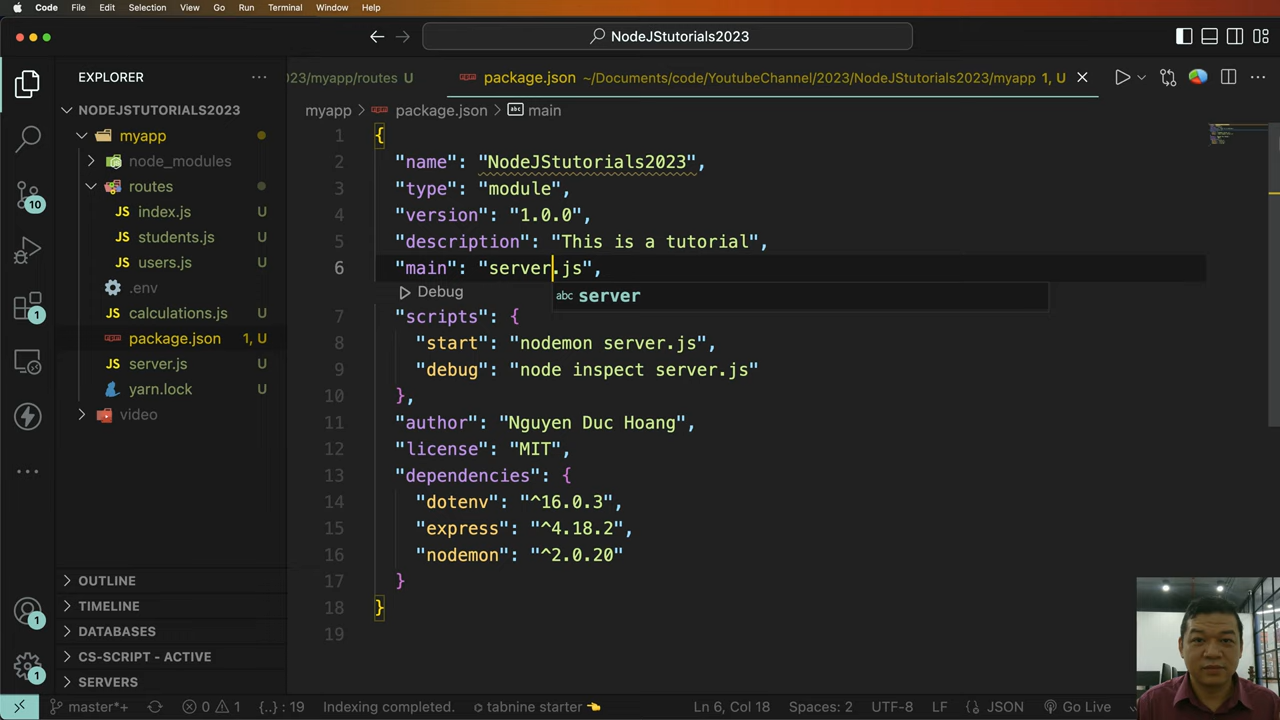 Code File Edit Selection View Go Run Terminal Window Help
NodeJStutorials2023
EXPLORER
NODEJSTUTORIALS2023
myapp
node_modules
routes
JS index.js U
JS students.js U
JS users.js U
.env
JS calculations.js U
package.json 1, U
JS server.js U
yarn.lock U
video
OUTLINE
TIMELINE
DATABASES
CS-SCRIPT - ACTIVE
SERVERS
10
1
1
1
2023/myapp/routes U
package.json ~/Documents/code/YoutubeChannel/2023/NodeJStutorials2023/myapp 1, U
myapp > package.json > abc main
1 {
2 "name": "NodeJStutorials2023",
3 "type": "module",
4 "version": "1.0.0",
5 "description": "This is a tutorial",
6 "main": "server.js",
Debug
abc server
7 "scripts": {
8 "start": "nodemon server.js",
9 "debug": "node inspect server.js"
10 },
11 "author": "Nguyen Duc Hoang",
12 "license": "MIT",
13 "dependencies": {
14 "dotenv": "^16.0.3",
15 "express": "^4.18.2",
16 "nodemon": "^2.0.20"
17 }
18 }
19
master*+ 0 1 {..} : 19 Indexing completed. tabnine starter Ln 6, Col 18 Spaces: 2 UTF-8 LF {} JSON Go Live